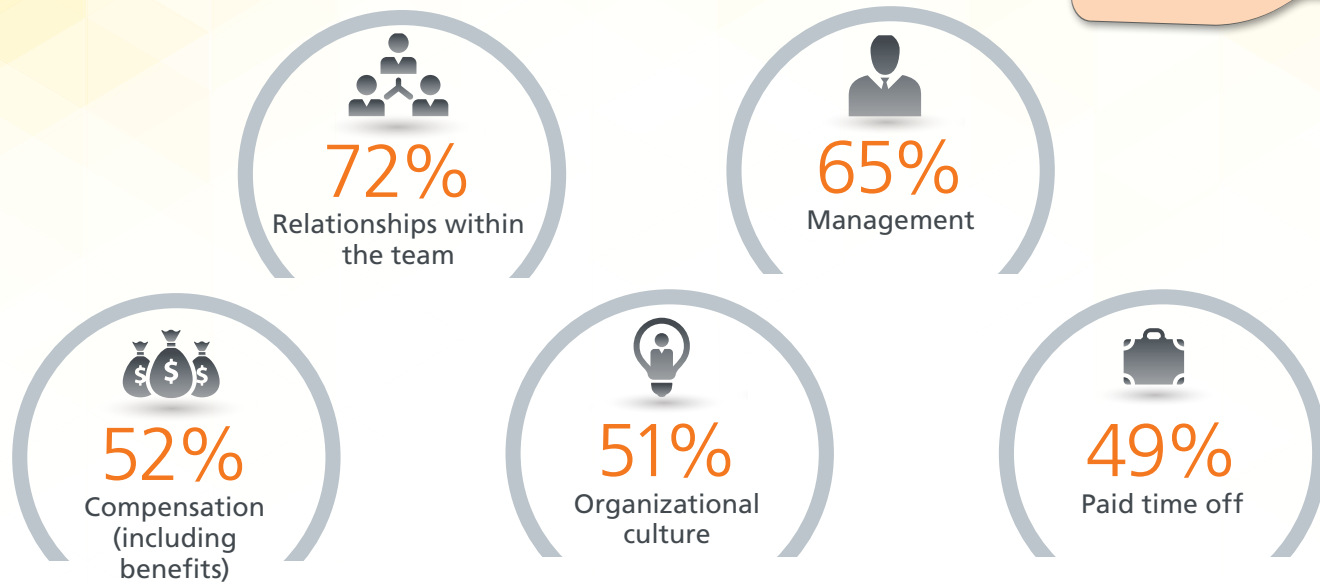 72%
Relationships within
the team
65%
Management
$ $ $
52%
Compensation
(including
benefits)
51%
Organizational
culture
49%
Paid time off